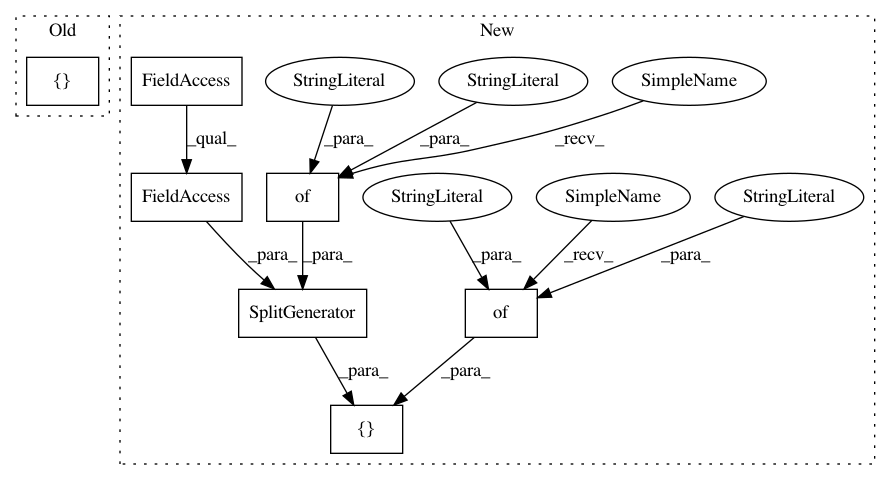 Old
New
{}
FieldAccess
StringLiteral
StringLiteral
SimpleName
_qual_
_para_
_para_
_recv_
FieldAccess
of
StringLiteral
SimpleName
StringLiteral
_para_
_para_
_para_
_recv_
_para_
SplitGenerator
of
_para_
_para_
{}